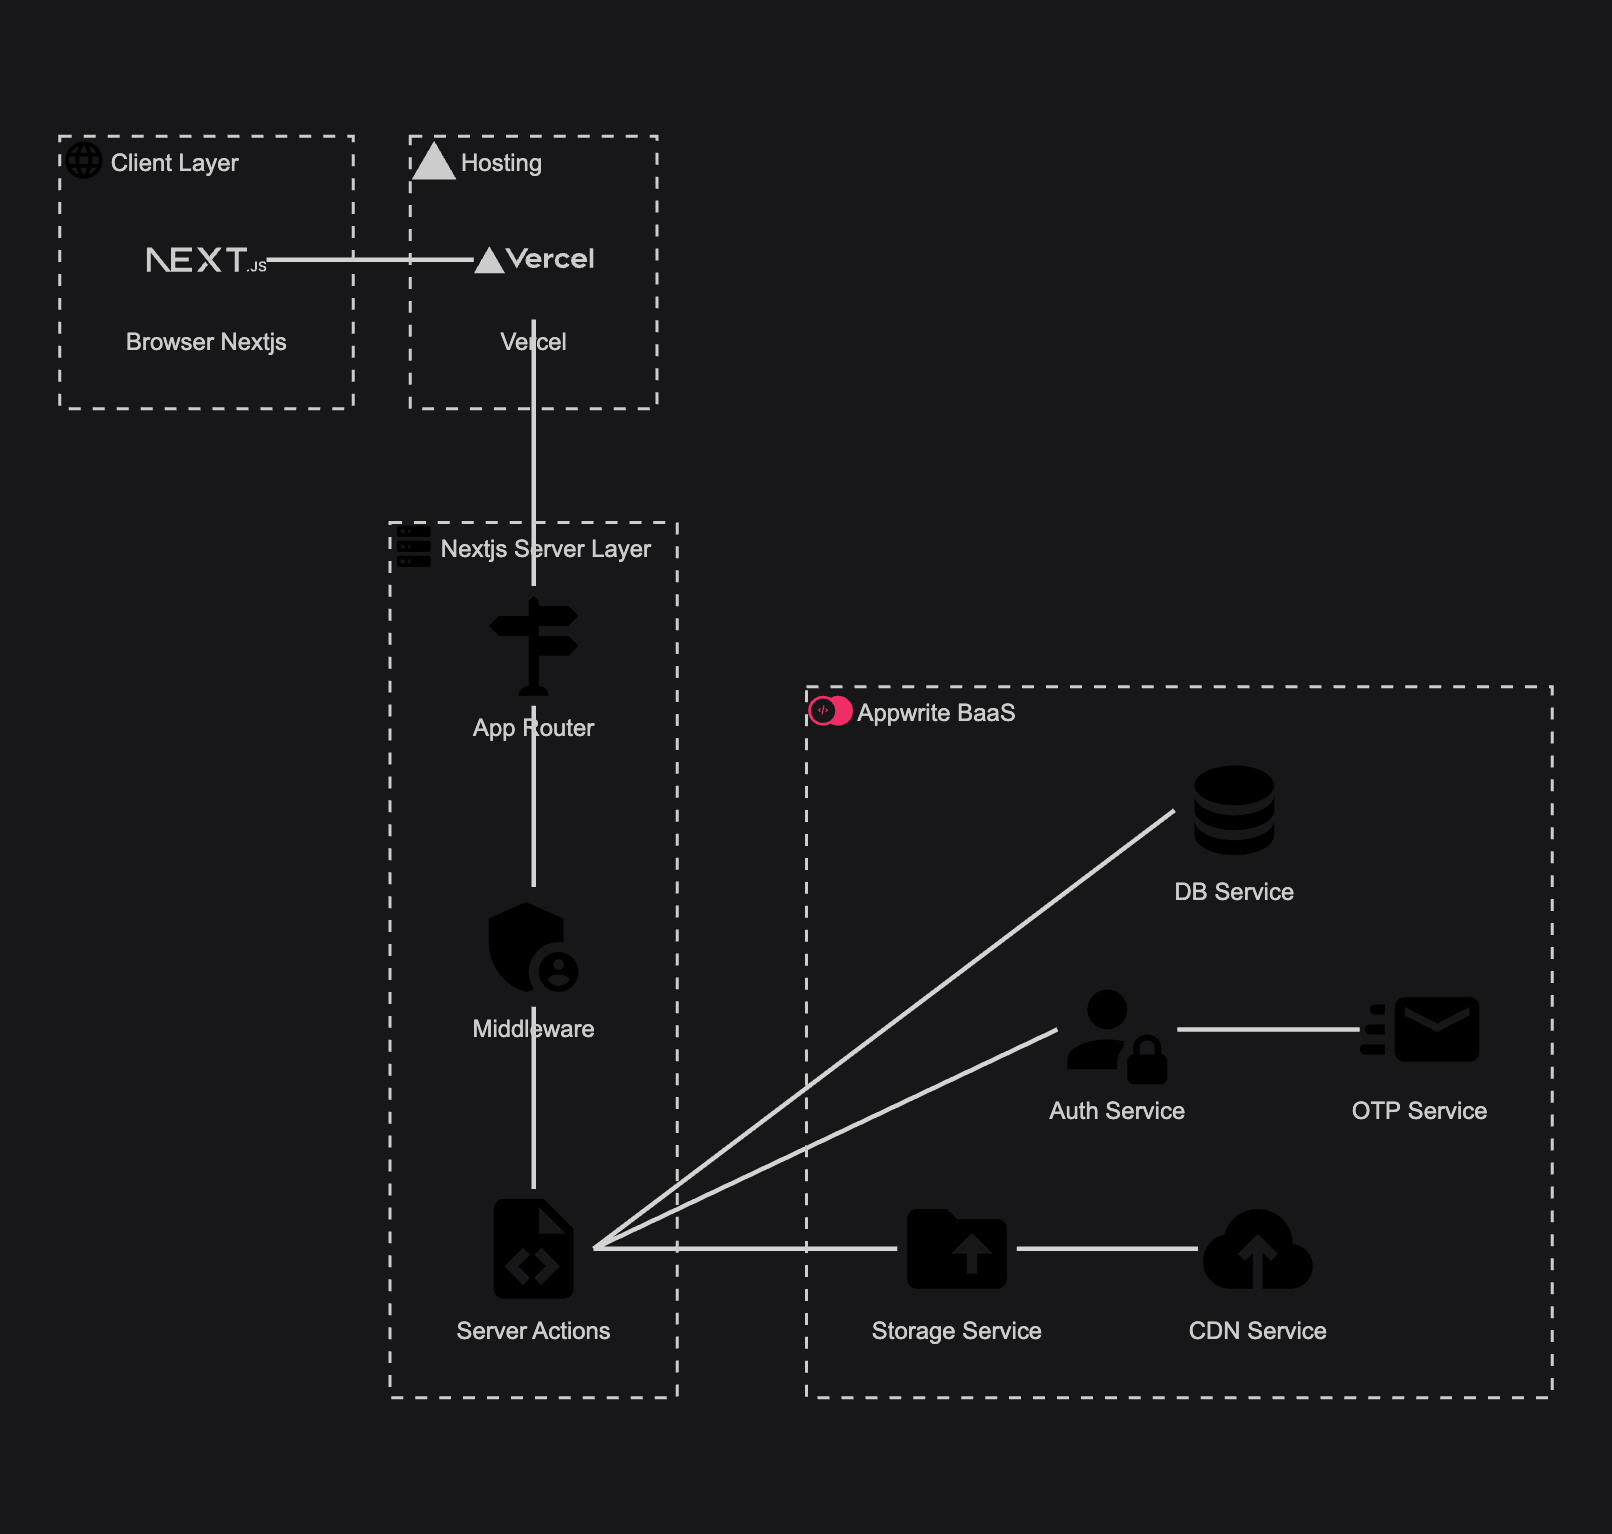 Client Layer
Hosting
NEXT.JS
Vercel
Browser Nextjs
Vercel
Nextjs Server Layer
App Router
Appwrite BaaS
DB Service
Middleware
Auth Service
OTP Service
Server Actions
Storage Service
CDN Service